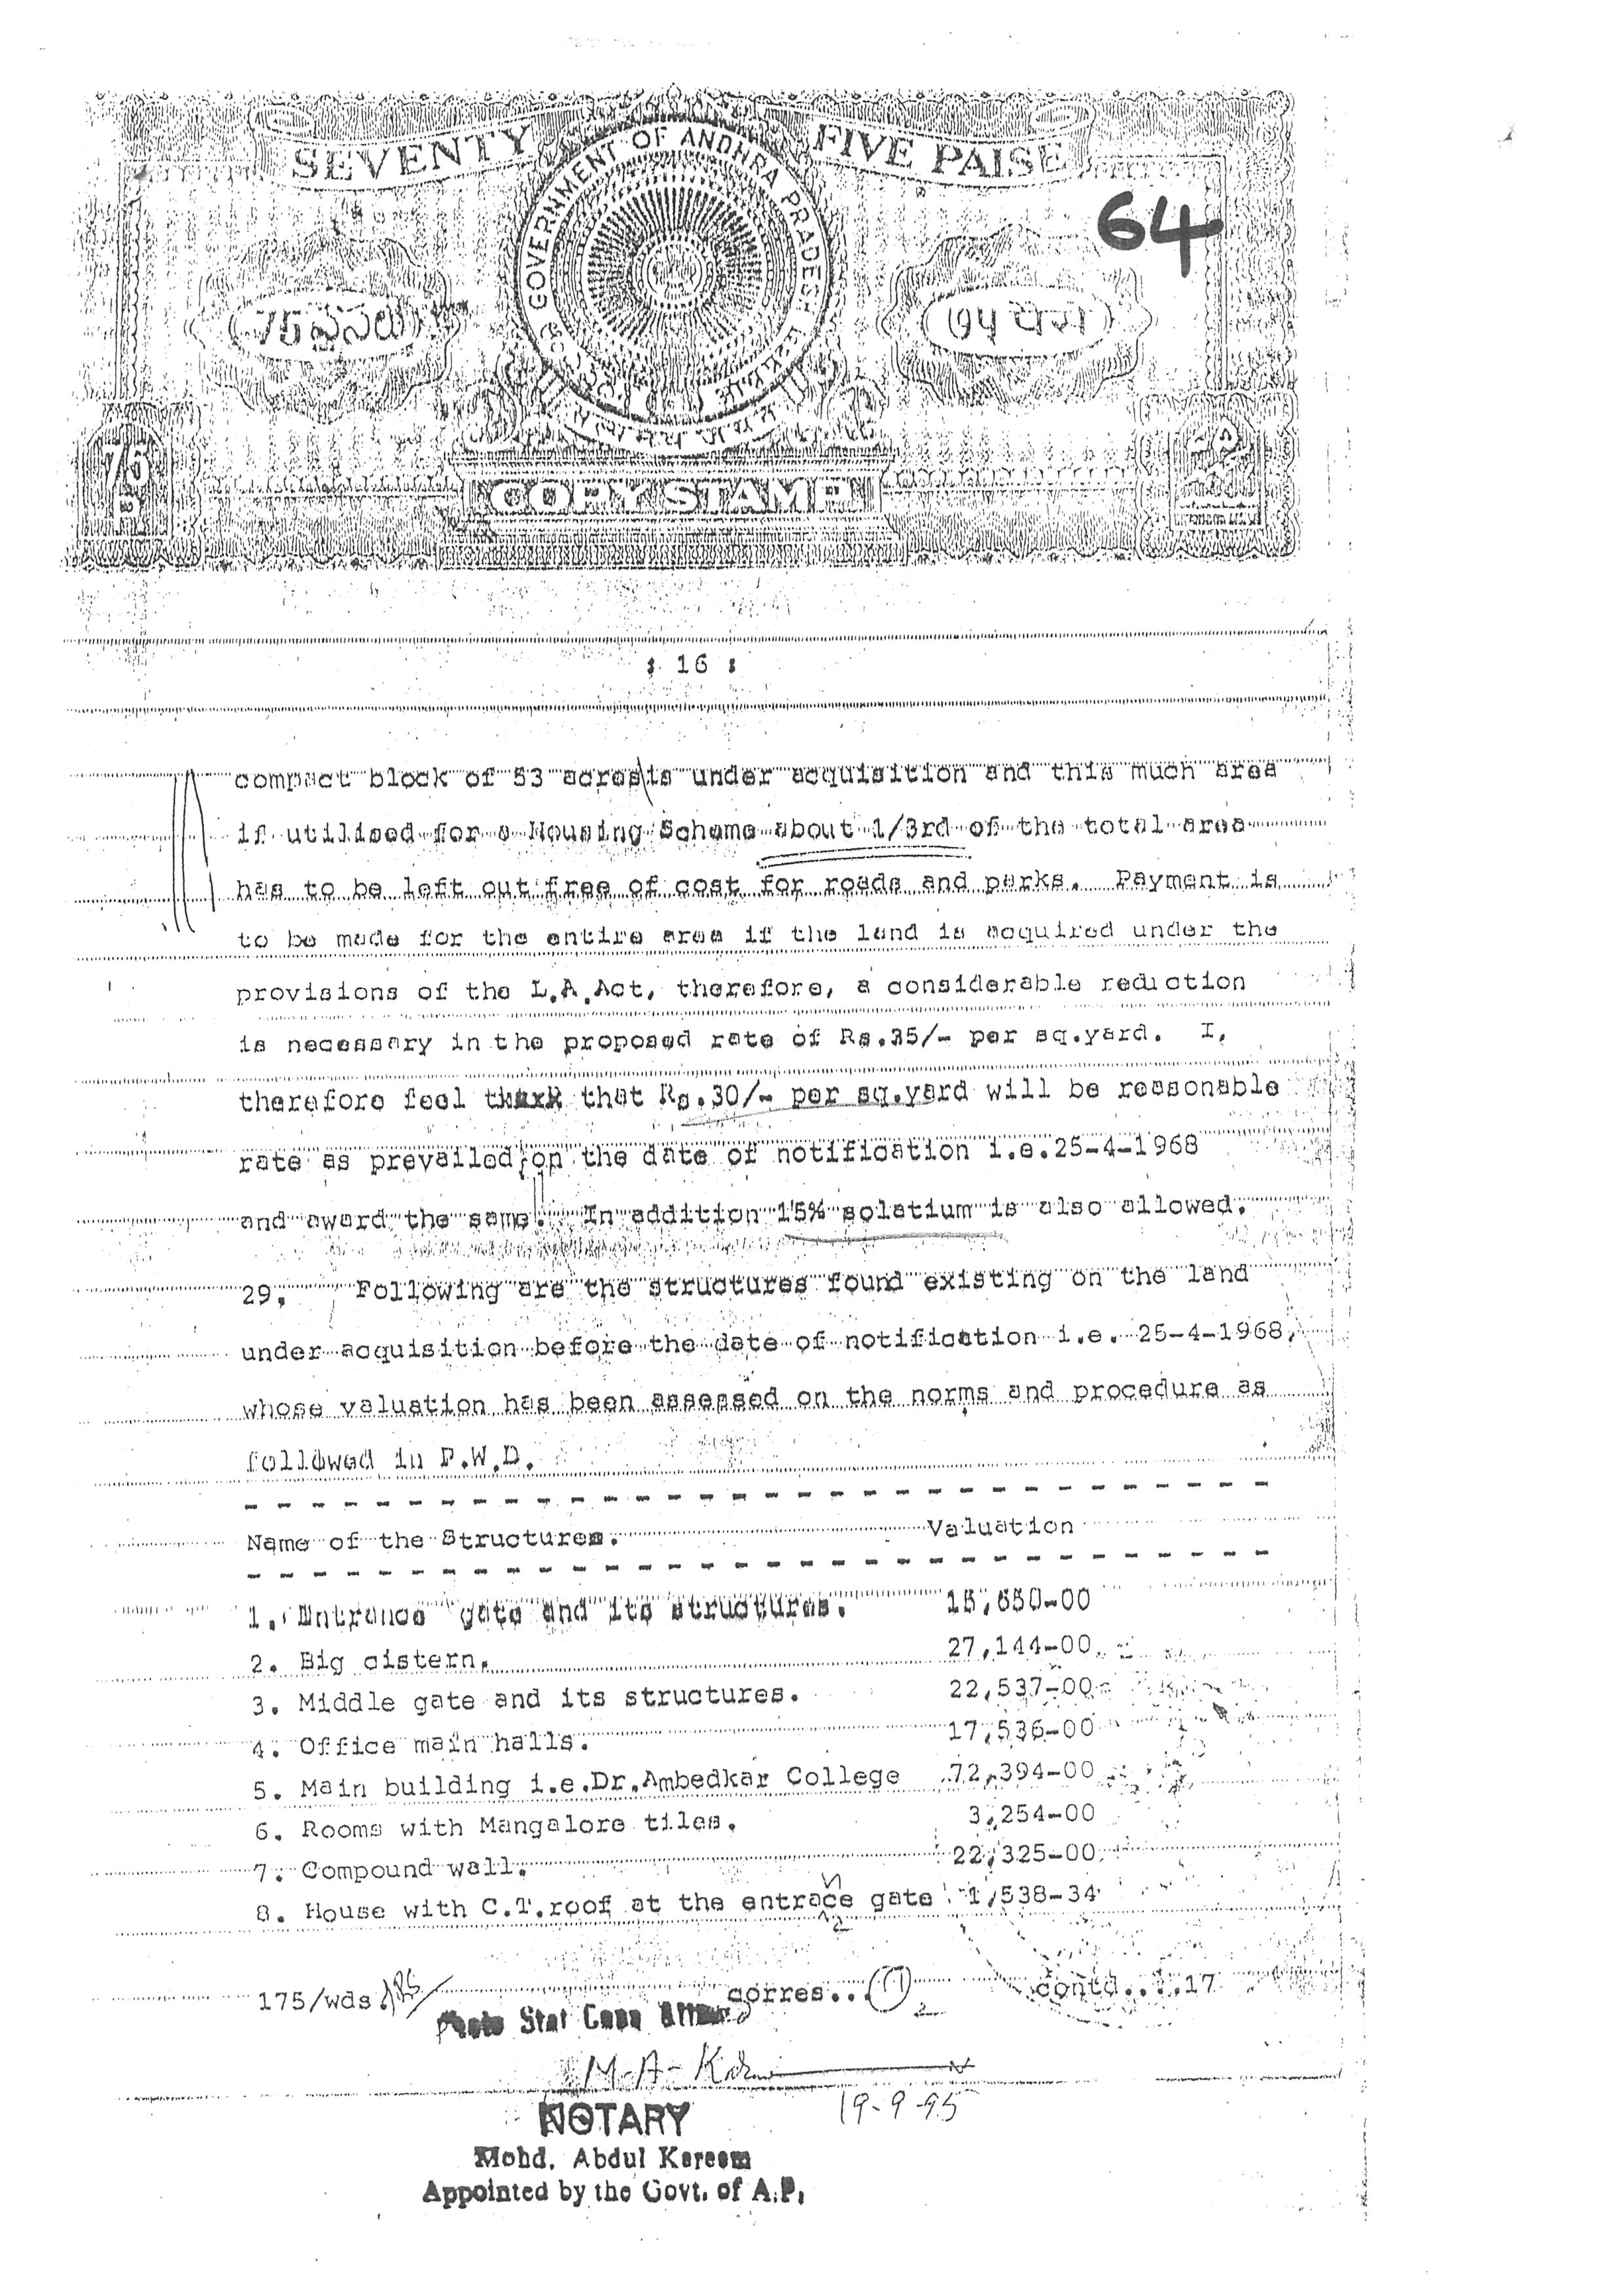 SEVENTY FIVE PAISE
GOVERNMENT OF ANDHRA PRADESH
64
75 పైసలు
७५ पैसे
75
B
COPY STAMP
: 16 :
compact block of 53 acres is under acquisition and this much area
if utilised for a Housing Scheme about 1/3rd of the total area
has to be left out free of cost for roads and parks. Payment is
to be made for the entire area if the land is acquired under the
provisions of the L.A.Act, therefore, a considerable reduction
is necessary in the proposed rate of Rs.35/- per sq.yard. I,
therefore feel that Rs.30/- per sq.yard will be reasonable
rate as prevailed on the date of notification i.e.25-4-1968
and award the same. In addition 15% solatium is also allowed.
29. Following are the structures found existing on the land
under acquisition before the date of notification i.e. 25-4-1968,
whose valuation has been assessed on the norms and procedure as
followed in P.W.D.
Name of the Structures. Valuation
1. Entrance gate and its structures. 15,650-00
2. Big cistern. 27,144-00
3. Middle gate and its structures. 22,537-00
4. Office main halls. 17,536-00
5. Main building i.e.Dr.Ambedkar College 72,394-00
6. Rooms with Mangalore tiles. 3,254-00
7. Compound wall. 22,325-00
8. House with C.T.roof at the entrace gate 1,538-34
175/wds. corres... contd....17
Stat
M-A-
19-9-95
NOTARY
Mohd. Abdul Kareem
Appointed by the Govt. of A.P.